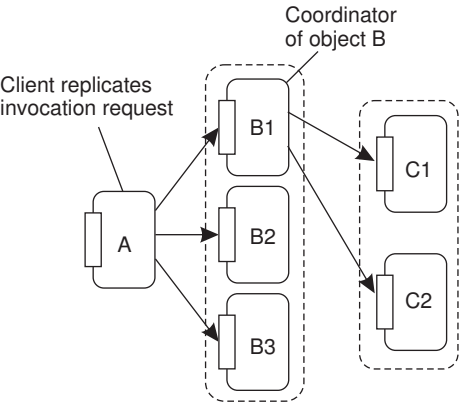 Coordinator
of object B
Client replicates
invocation request
B1
C1
A
B2
C2
B3